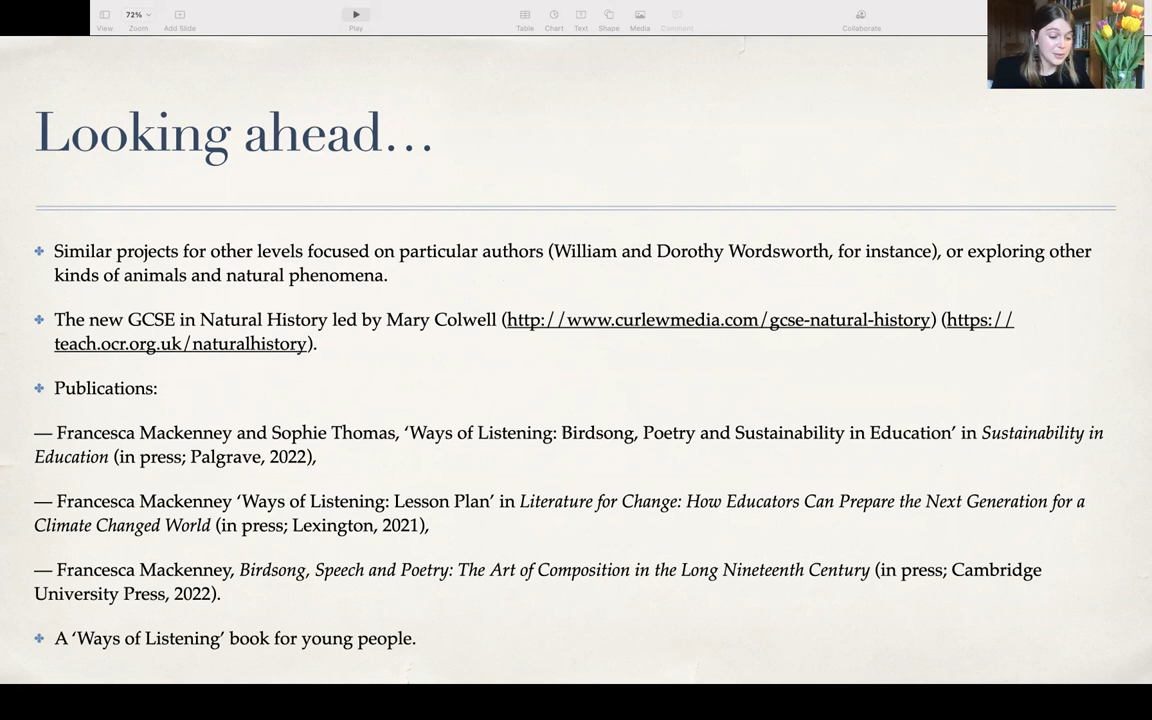 72%
View
Zoom
Add Slide
Play
Table
Chart
Text
Shape
Media
Comment
Collaborate
Looking ahead…
Similar projects for other levels focused on particular authors (William and Dorothy Wordsworth, for instance), or exploring other
kinds of animals and natural phenomena.
The new GCSE in Natural History led by Mary Colwell (http://www.curlewmedia.com/gcse-natural-history) (https://
teach.ocr.org.uk/naturalhistory).
Publications:
— Francesca Mackenney and Sophie Thomas, ‘Ways of Listening: Birdsong, Poetry and Sustainability in Education’ in Sustainability in
Education (in press; Palgrave, 2022),
— Francesca Mackenney ‘Ways of Listening: Lesson Plan’ in Literature for Change: How Educators Can Prepare the Next Generation for a
Climate Changed World (in press; Lexington, 2021),
— Francesca Mackenney, Birdsong, Speech and Poetry: The Art of Composition in the Long Nineteenth Century (in press; Cambridge
University Press, 2022).
A ‘Ways of Listening’ book for young people.